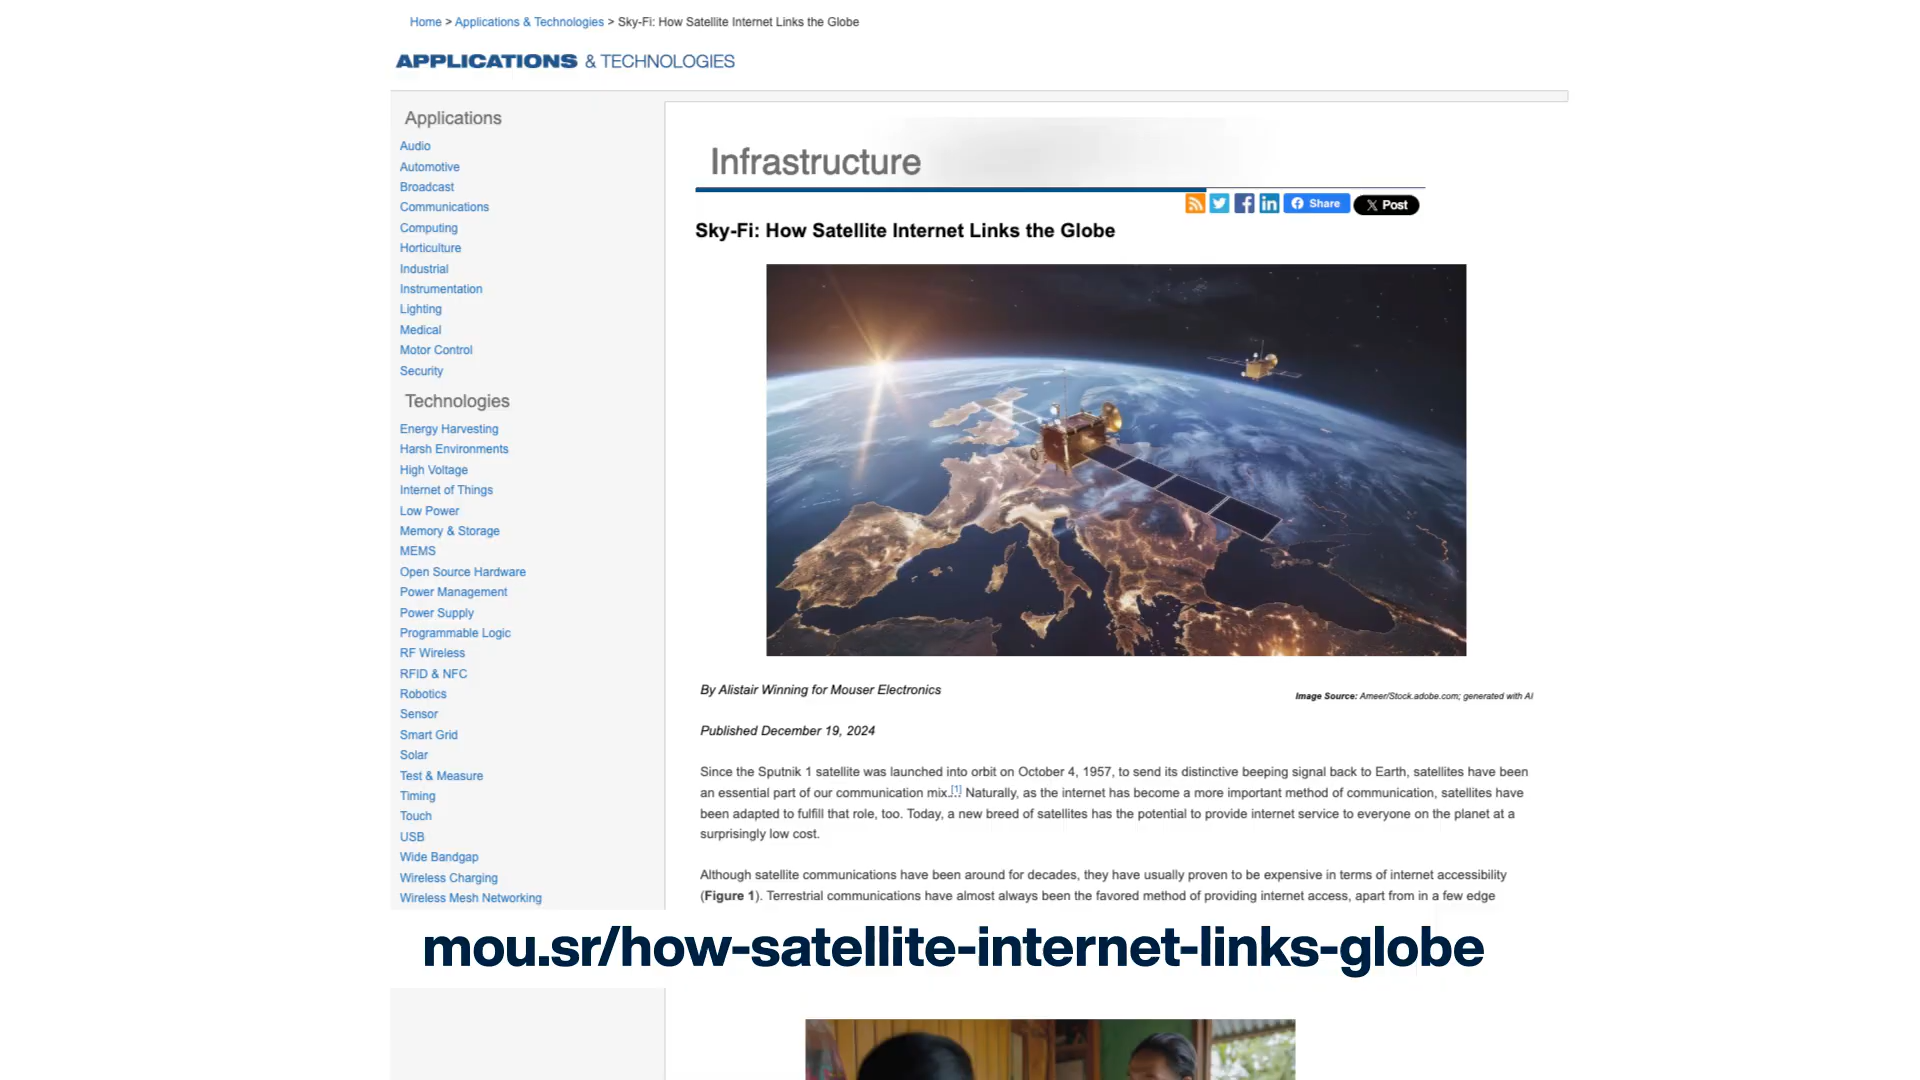 Home > Applications & Technologies > Sky-Fi: How Satellite Internet Links the Globe
APPLICATIONS & TECHNOLOGIES
Applications
Audio
Automotive
Broadcast
Communications
Computing
Horticulture
Industrial
Instrumentation
Lighting
Medical
Motor Control
Security
Technologies
Energy Harvesting
Harsh Environments
High Voltage
Internet of Things
Low Power
Memory & Storage
MEMS
Open Source Hardware
Power Management
Power Supply
Programmable Logic
RF Wireless
RFID & NFC
Robotics
Sensor
Smart Grid
Solar
Test & Measure
Timing
Touch
USB
Wide Bandgap
Wireless Charging
Wireless Mesh Networking
Infrastructure
Share
X Post
Sky-Fi: How Satellite Internet Links the Globe
By Alistair Winning for Mouser Electronics
Image Source: Ameer/Stock.adobe.com; generated with AI
Published December 19, 2024
Since the Sputnik 1 satellite was launched into orbit on October 4, 1957, to send its distinctive beeping signal back to Earth, satellites have been
an essential part of our communication mix.[1] Naturally, as the internet has become a more important method of communication, satellites have
been adapted to fulfill that role, too. Today, a new breed of satellites has the potential to provide internet service to everyone on the planet at a
surprisingly low cost.
Although satellite communications have been around for decades, they have usually proven to be expensive in terms of internet accessibility
(Figure 1). Terrestrial communications have almost always been the favored method of providing internet access, apart from in a few edge
mou.sr/how-satellite-internet-links-globe